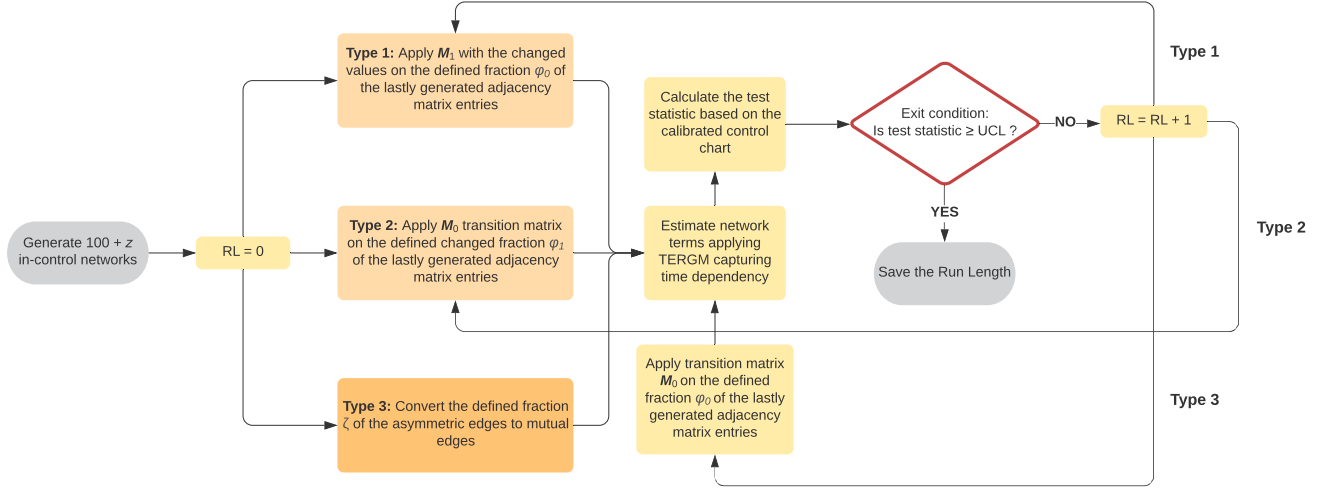 Generate 100 + z
in-control networks
RL = 0
Type 1: Apply M1 with the changed
values on the defined fraction φ0 of
the lastly generated adjacency
matrix entries
Type 2: Apply M0 transition matrix
on the defined changed fraction φ1
of the lastly generated adjacency
matrix entries
Type 3: Convert the defined fraction
ζ of the asymmetric edges to mutual
edges
Calculate the test
statistic based on the
calibrated control
chart
Estimate network
terms applying
TERGM capturing
time dependency
Apply transition matrix
M0 on the defined
fraction φ0 of the lastly
generated adjacency
matrix entries
Exit condition:
Is test statistic ≥ UCL ?
NO
YES
Save the Run Length
RL = RL + 1
Type 1
Type 2
Type 3